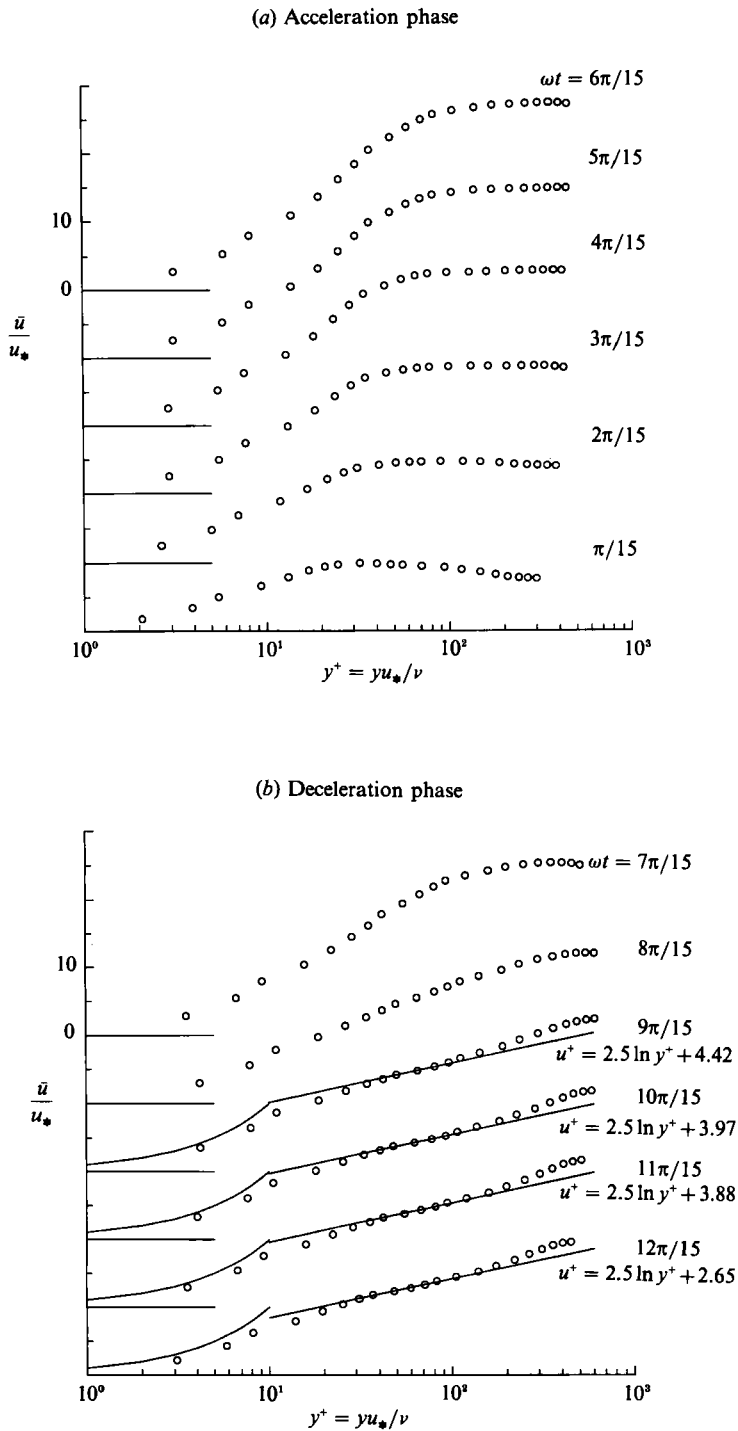 (a) Acceleration phase
ωt = 6π/15
5π/15
10
4π/15
0
ū/u*
3π/15
2π/15
π/15
10⁰ 10¹ 10² 10³
y⁺ = yu*/ν
(b) Deceleration phase
ωt = 7π/15
10
8π/15
0
9π/15
u⁺ = 2.5 ln y⁺ + 4.42
ū/u*
10π/15
u⁺ = 2.5 ln y⁺ + 3.97
11π/15
u⁺ = 2.5 ln y⁺ + 3.88
12π/15
u⁺ = 2.5 ln y⁺ + 2.65
10⁰ 10¹ 10² 10³
y⁺ = yu*/ν